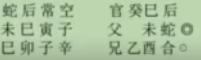 蛇后常空　官癸巳后
未巳寅子　父　未蛇◎
巳卯子辛　兄乙酉合○